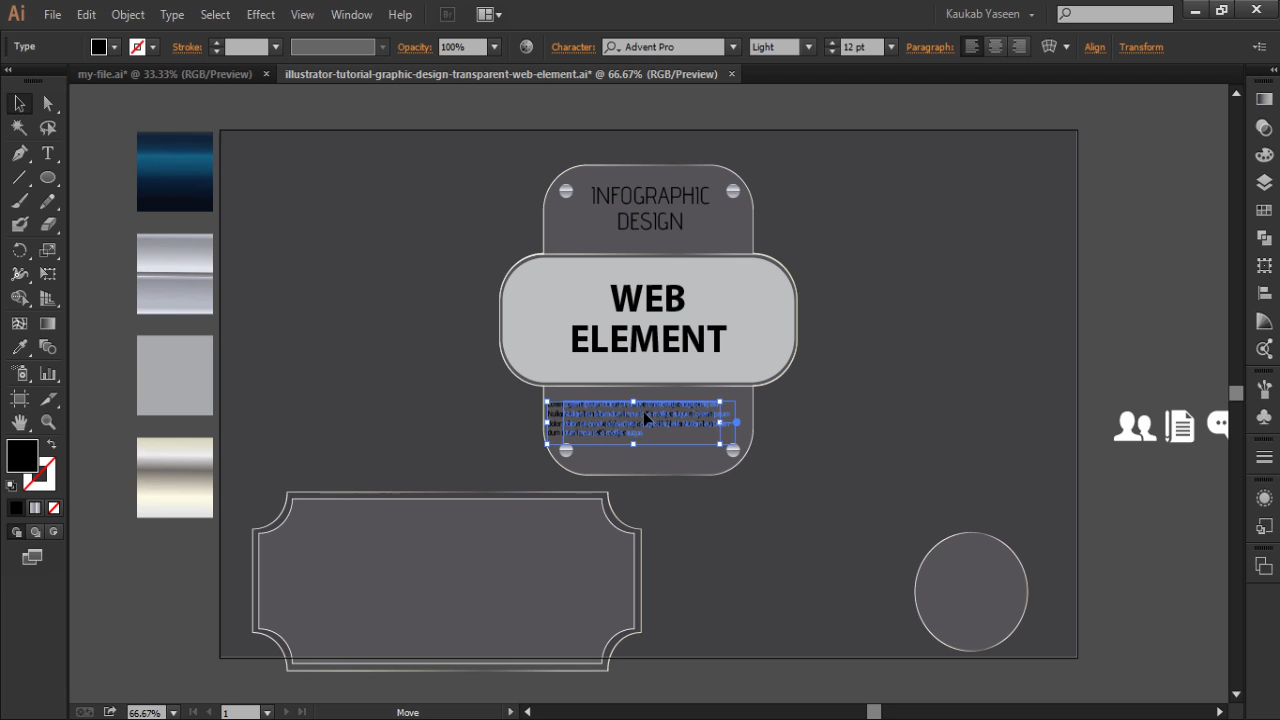 Ai File Edit Object Type Select Effect View Window Help Br Kaukab Yaseen
Type Stroke: Opacity: 100% Character: Advent Pro Light 12 pt Paragraph: Align Transform
my-file.ai* @ 33.33% (RGB/Preview) × illustrator-tutorial-graphic-design-transparent-web-element.ai* @ 66.67% (RGB/Preview) ×
INFOGRAPHIC
DESIGN
WEB
ELEMENT
66.67% 1 Move